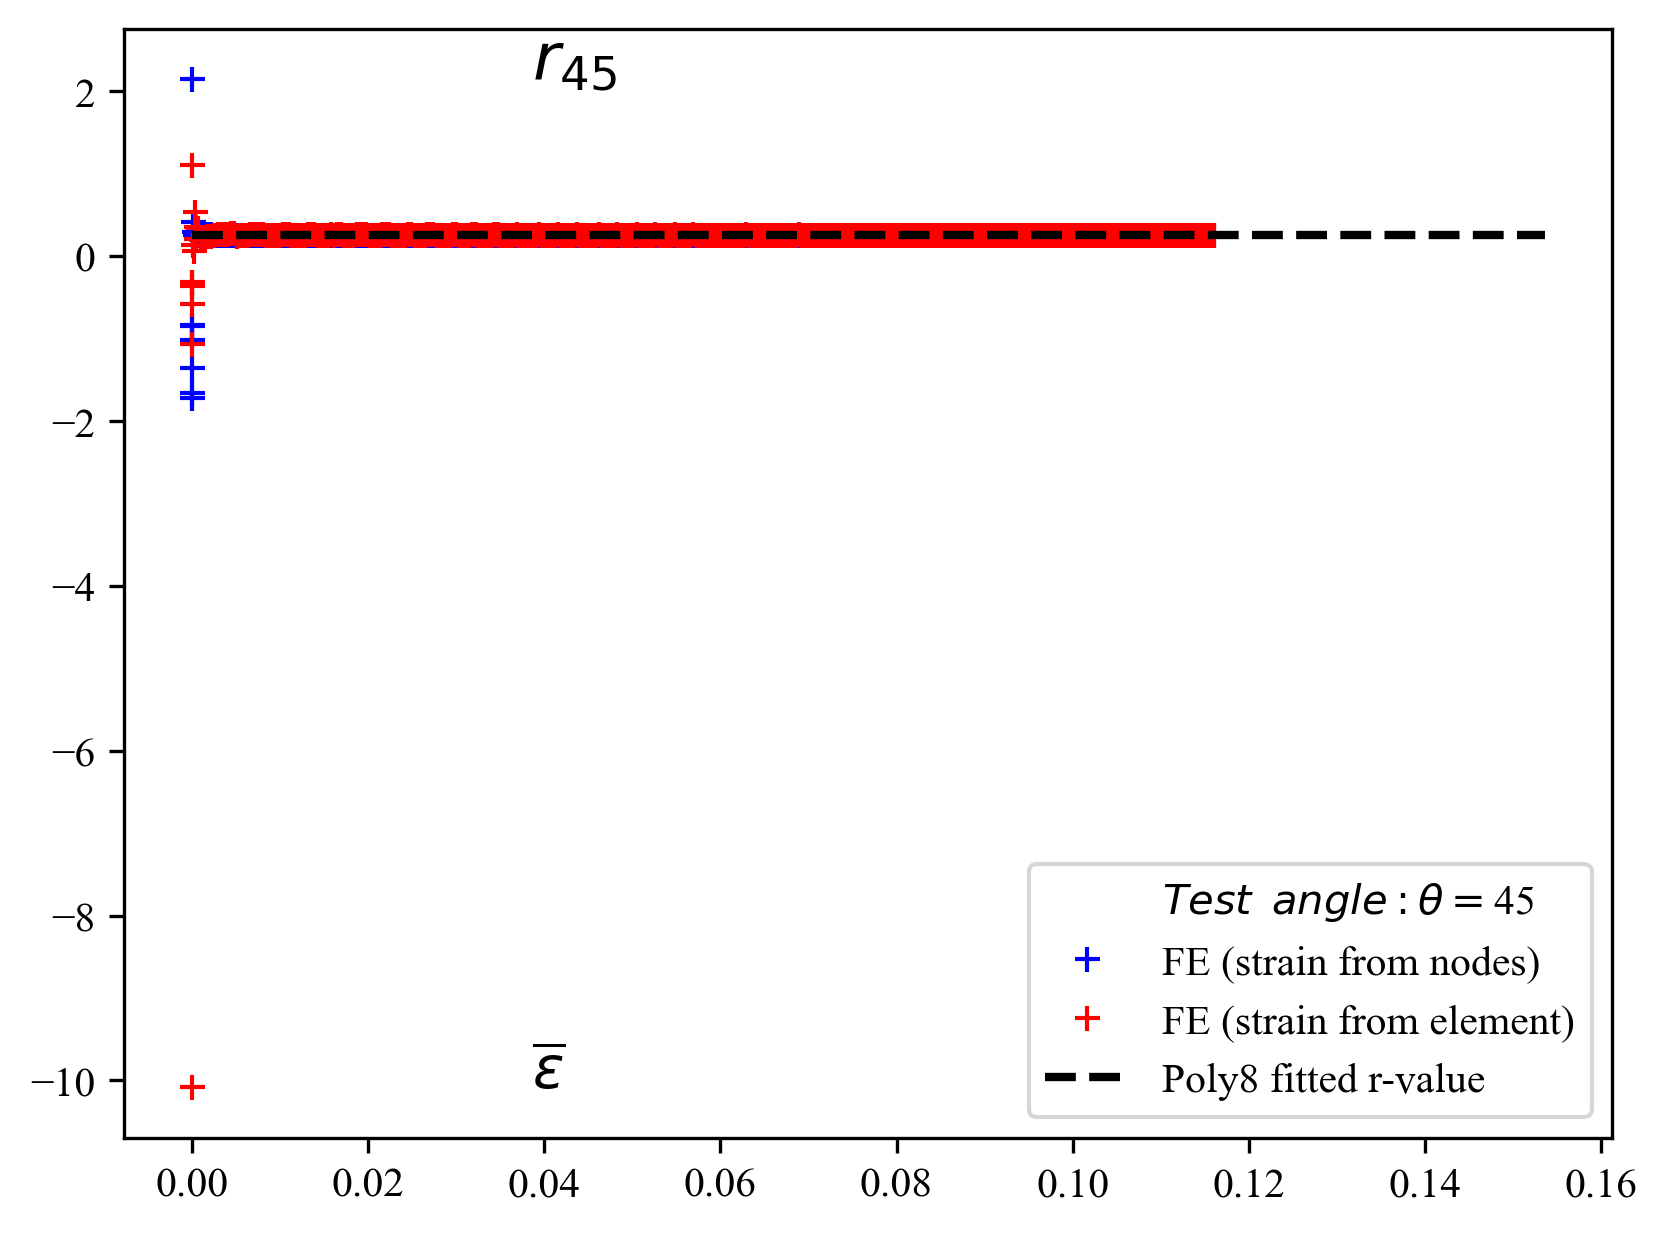 r₄₅
2
0
−2
−4
−6
−8
−10
ε̅
Test angle : θ = 45
FE (strain from nodes)
FE (strain from element)
Poly8 fitted r-value
0.00 0.02 0.04 0.06 0.08 0.10 0.12 0.14 0.16